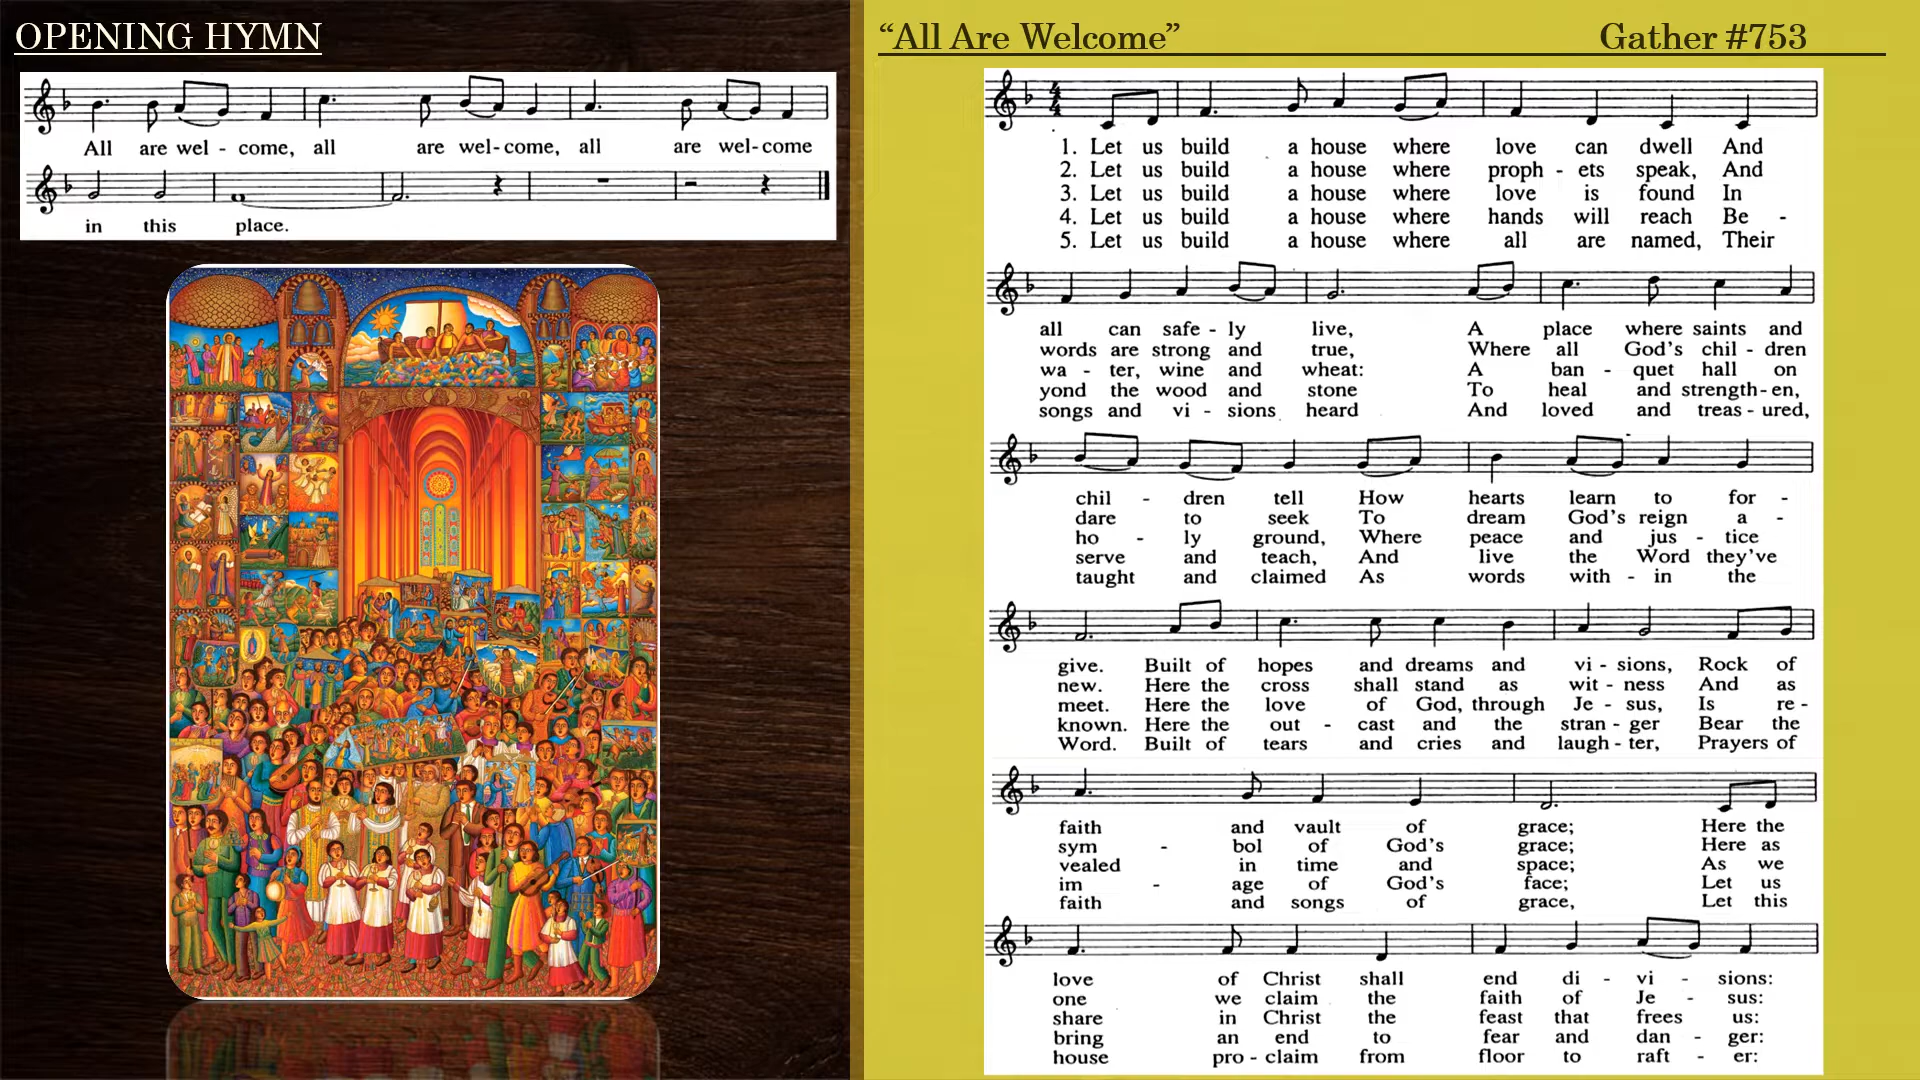 OPENING HYMN
All are wel - come, all are wel - come, all are wel - come
in this place.
“All Are Welcome” Gather #753
1. Let us build a house where love can dwell And
2. Let us build a house where proph - ets speak, And
3. Let us build a house where love is found In
4. Let us build a house where hands will reach Be -
5. Let us build a house where all are named, Their
all can safe - ly live, A place where saints and
words are strong and true, Where all God's chil - dren
wa - ter, wine and wheat: A ban - quet hall on
yond the wood and stone To heal and strength - en,
songs and vi - sions heard And loved and treas - ured,
chil - dren tell How hearts learn to for -
dare to seek To dream God's reign a -
ho - ly ground, Where peace and jus - tice
serve and teach, And live the Word they've
taught and claimed As words with - in the
give. Built of hopes and dreams and vi - sions, Rock of
new. Here the cross shall stand as wit - ness And as
meet. Here the love of God, through Je - sus, Is re -
known. Here the out - cast and the stran - ger Bear the
Word. Built of tears and cries and laugh - ter, Prayers of
faith and vault of grace; Here the
sym - bol of God's grace; Here as
vealed in time and space; As we
im - age of God's face; Let us
faith and songs of grace, Let this
love of Christ shall end di - vi - sions:
one we claim the faith of Je - sus:
share in Christ the feast that frees us:
bring an end to fear and dan - ger:
house pro - claim from floor to raft - er: